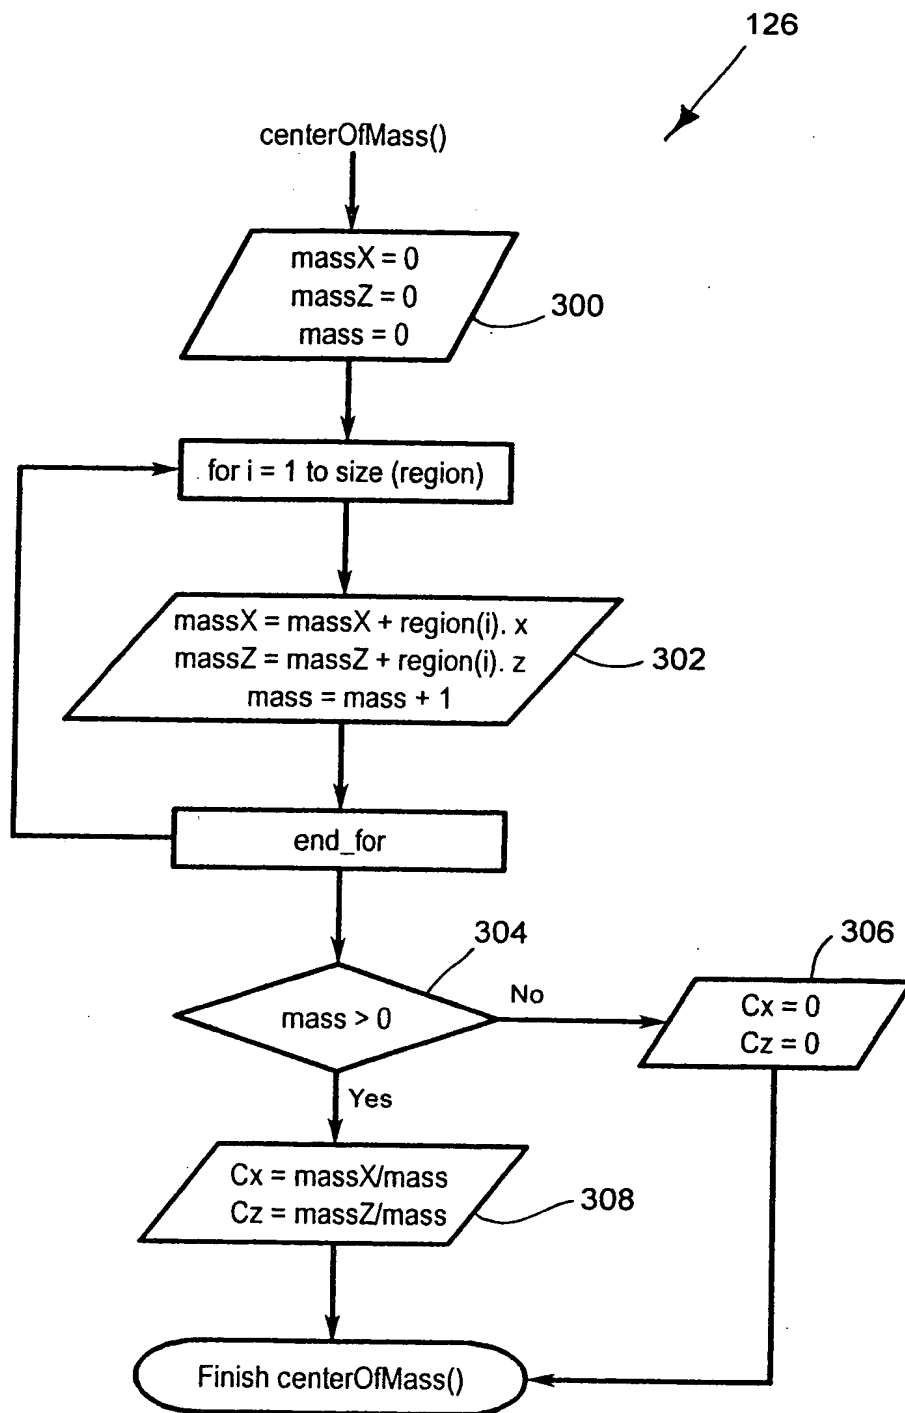 126
centerOfMass()
massX = 0
massZ = 0
mass = 0
300
for i = 1 to size (region)
massX = massX + region(i). x
massZ = massZ + region(i). z
mass = mass + 1
302
end_for
304
306
mass > 0
No
Cx = 0
Cz = 0
Yes
Cx = massX/mass
Cz = massZ/mass
308
Finish centerOfMass()